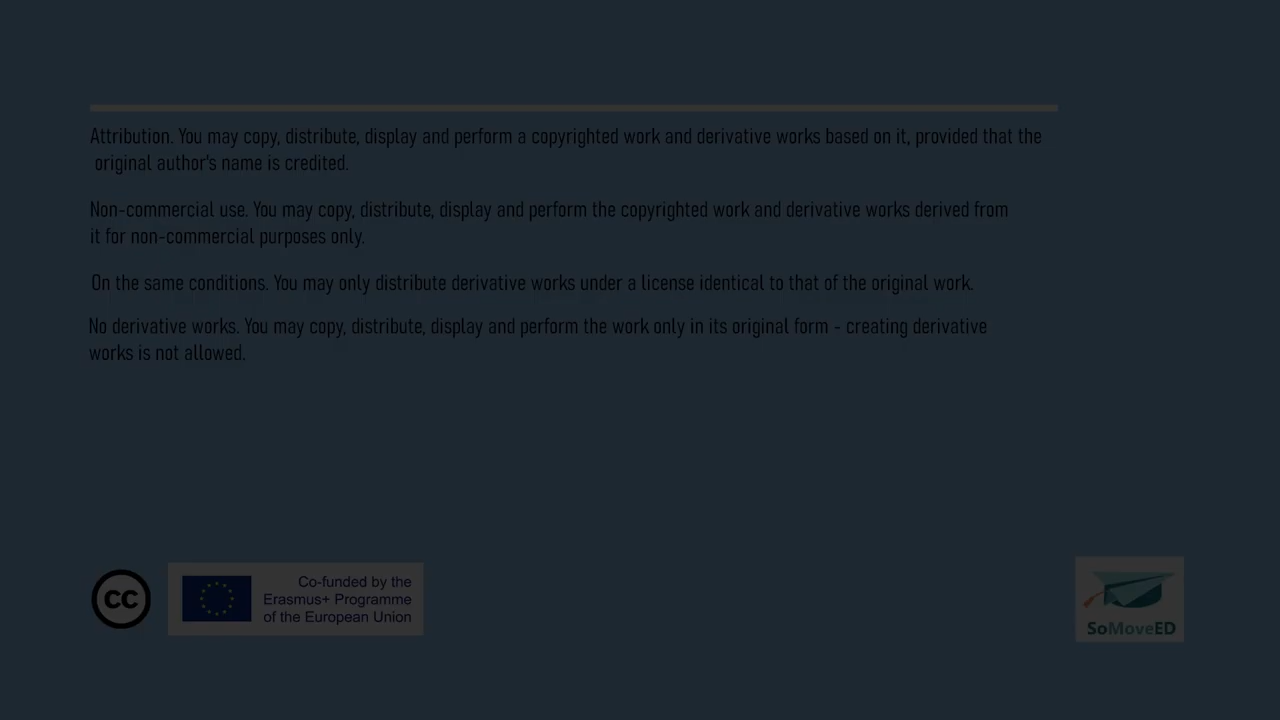 Attribution. You may copy, distribute, display and perform a copyrighted work and derivative works based on it, provided that the
original author's name is credited.
Non-commercial use. You may copy, distribute, display and perform the copyrighted work and derivative works derived from
it for non-commercial purposes only.
On the same conditions. You may only distribute derivative works under a license identical to that of the original work.
No derivative works. You may copy, distribute, display and perform the work only in its original form - creating derivative
works is not allowed.
CC
Co-funded by the
Erasmus+ Programme
of the European Union
SoMoveED